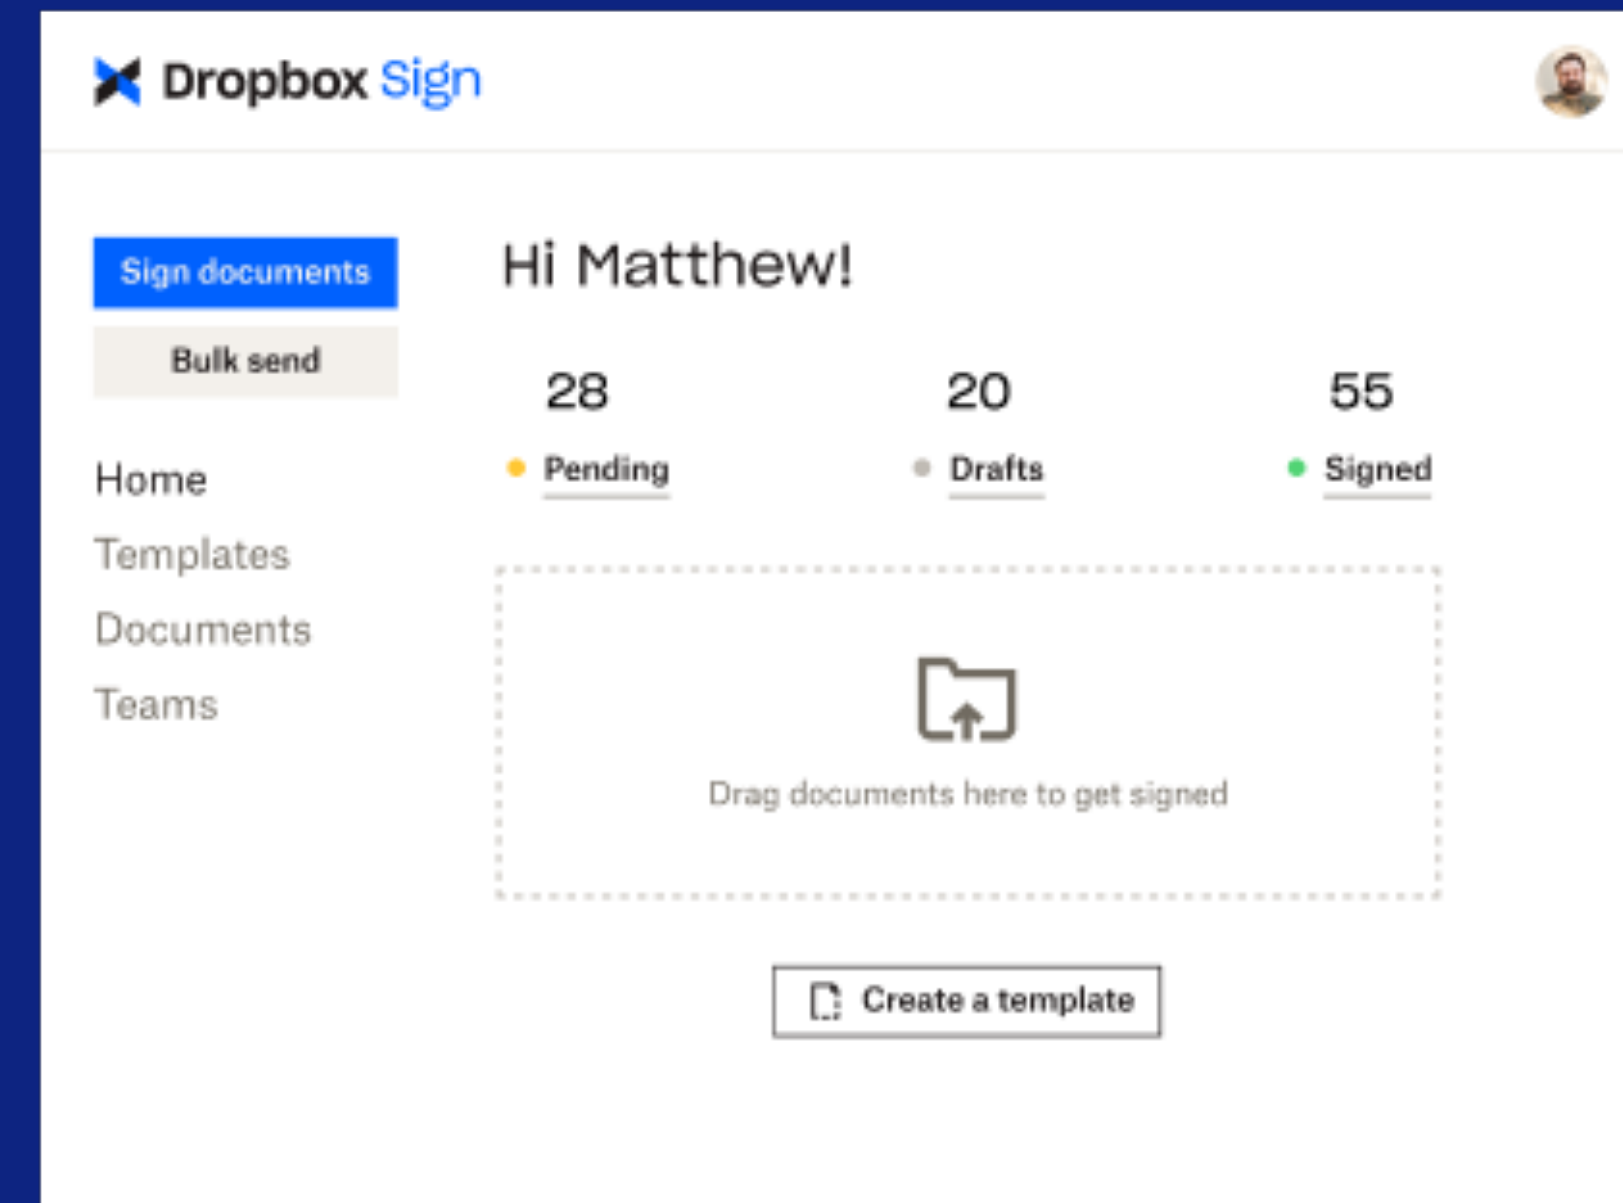 Dropbox Sign
Sign documents
Bulk send
Home
Templates
Documents
Teams
Hi Matthew!
28
Pending
20
Drafts
55
Signed
Drag documents here to get signed
Create a template